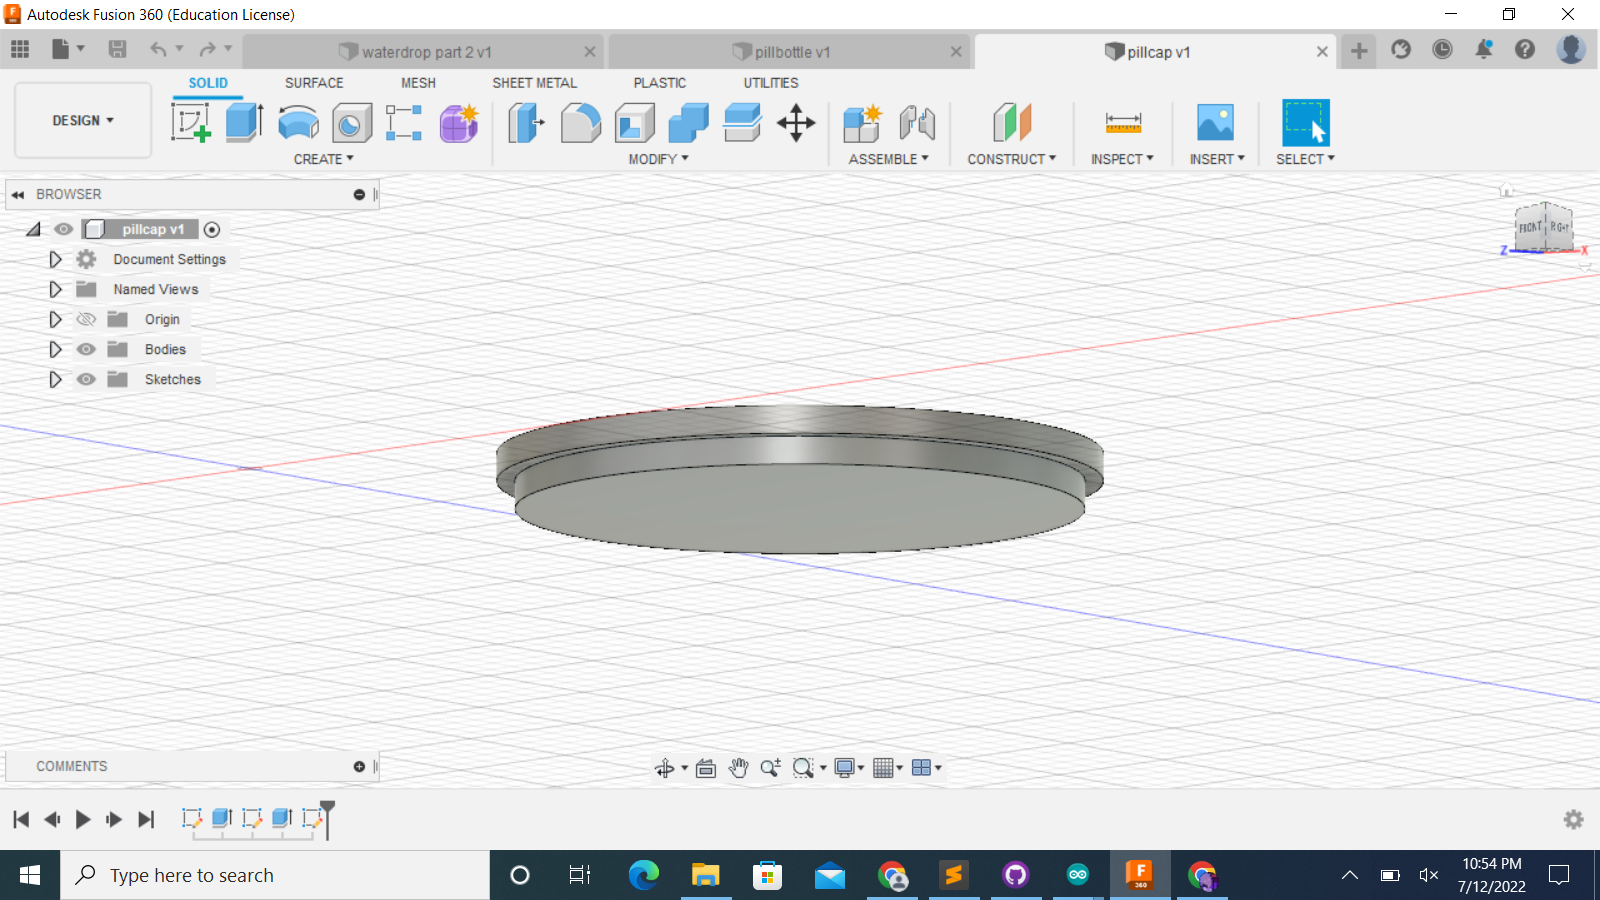 Autodesk Fusion 360 (Education License)
waterdrop part 2 v1
pillbottle v1
pillcap v1
SOLID
SURFACE
MESH
SHEET METAL
PLASTIC
UTILITIES
DESIGN
CREATE
MODIFY
ASSEMBLE
CONSTRUCT
INSPECT
INSERT
SELECT
BROWSER
pillcap v1
Document Settings
Named Views
Origin
Bodies
Sketches
FRONT
RIGHT
Z
X
COMMENTS
Type here to search
F
360
10:54 PM
7/12/2022